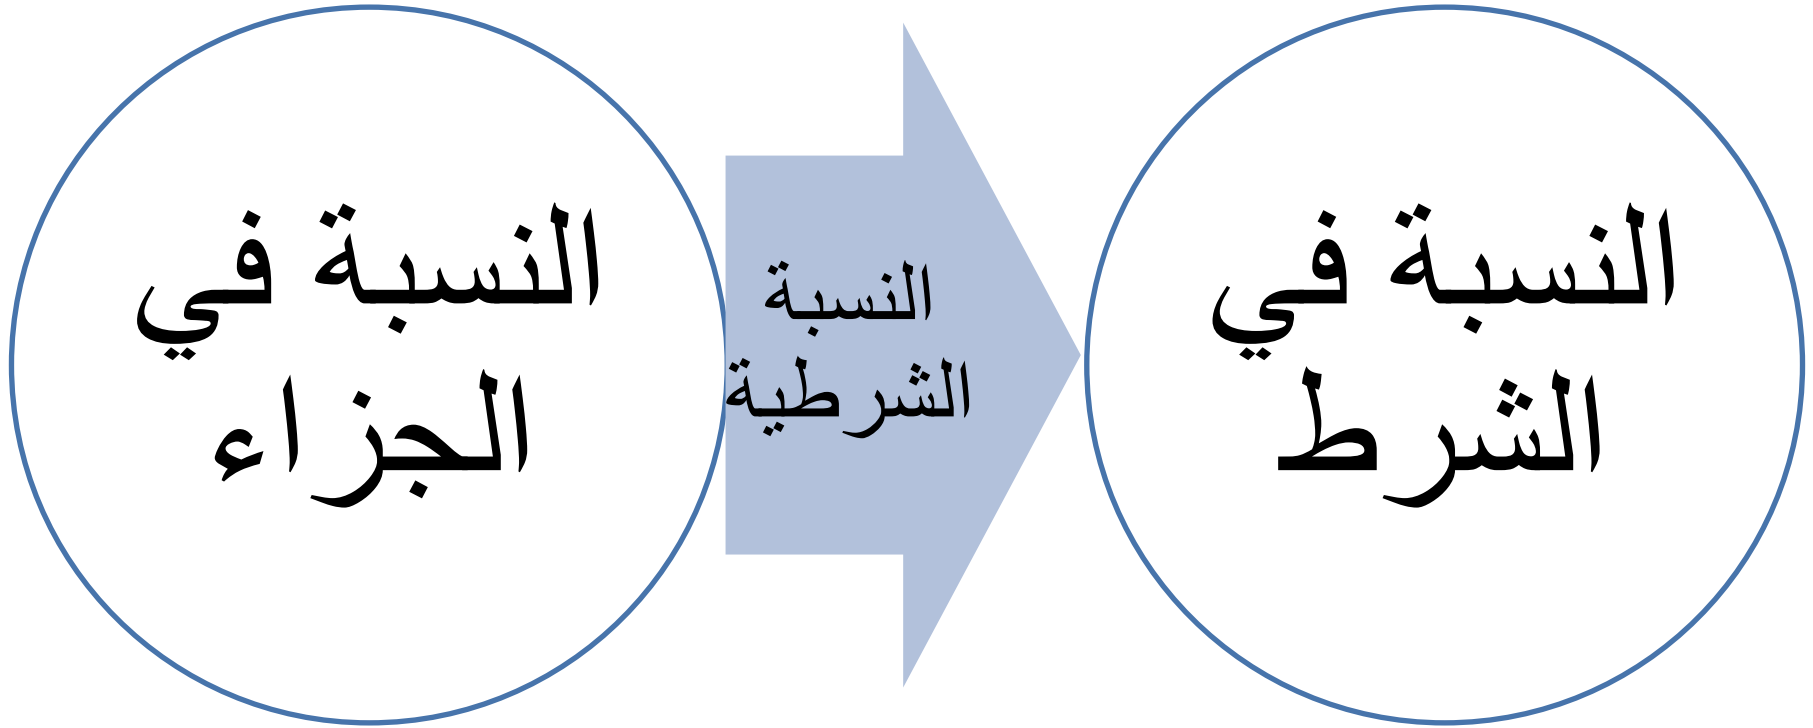 النسبة في
الشرط
النسبة
الشرطية
النسبة في
الجزاء